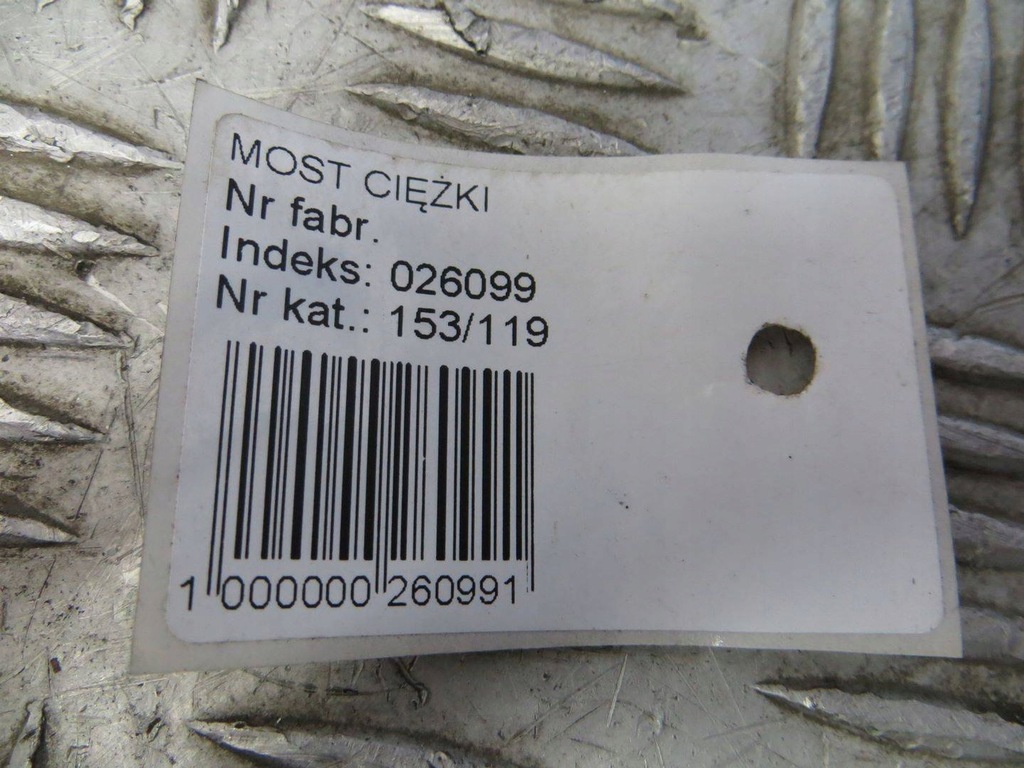 MOST CIĘŻKI
Nr fabr.
Indeks: 026099
Nr kat.: 153/119
1 000000 260991